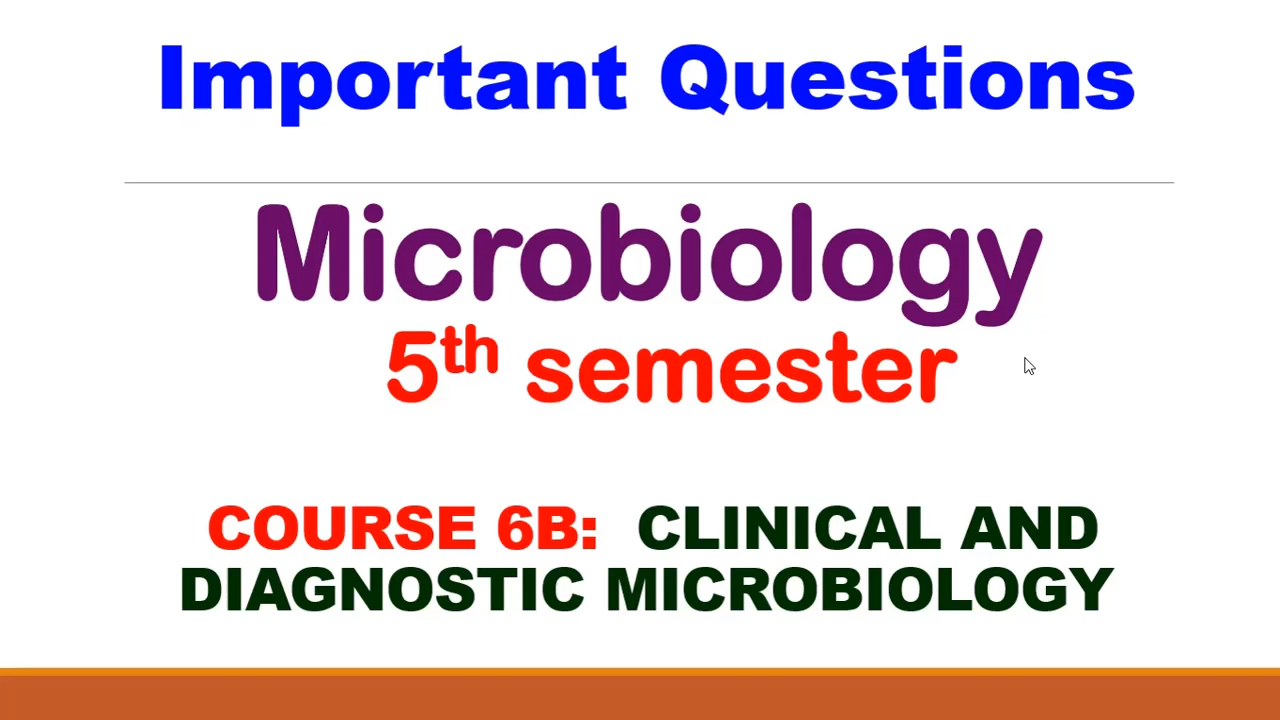 Important Questions
Microbiology
5th semester
COURSE 6B: CLINICAL AND
DIAGNOSTIC MICROBIOLOGY